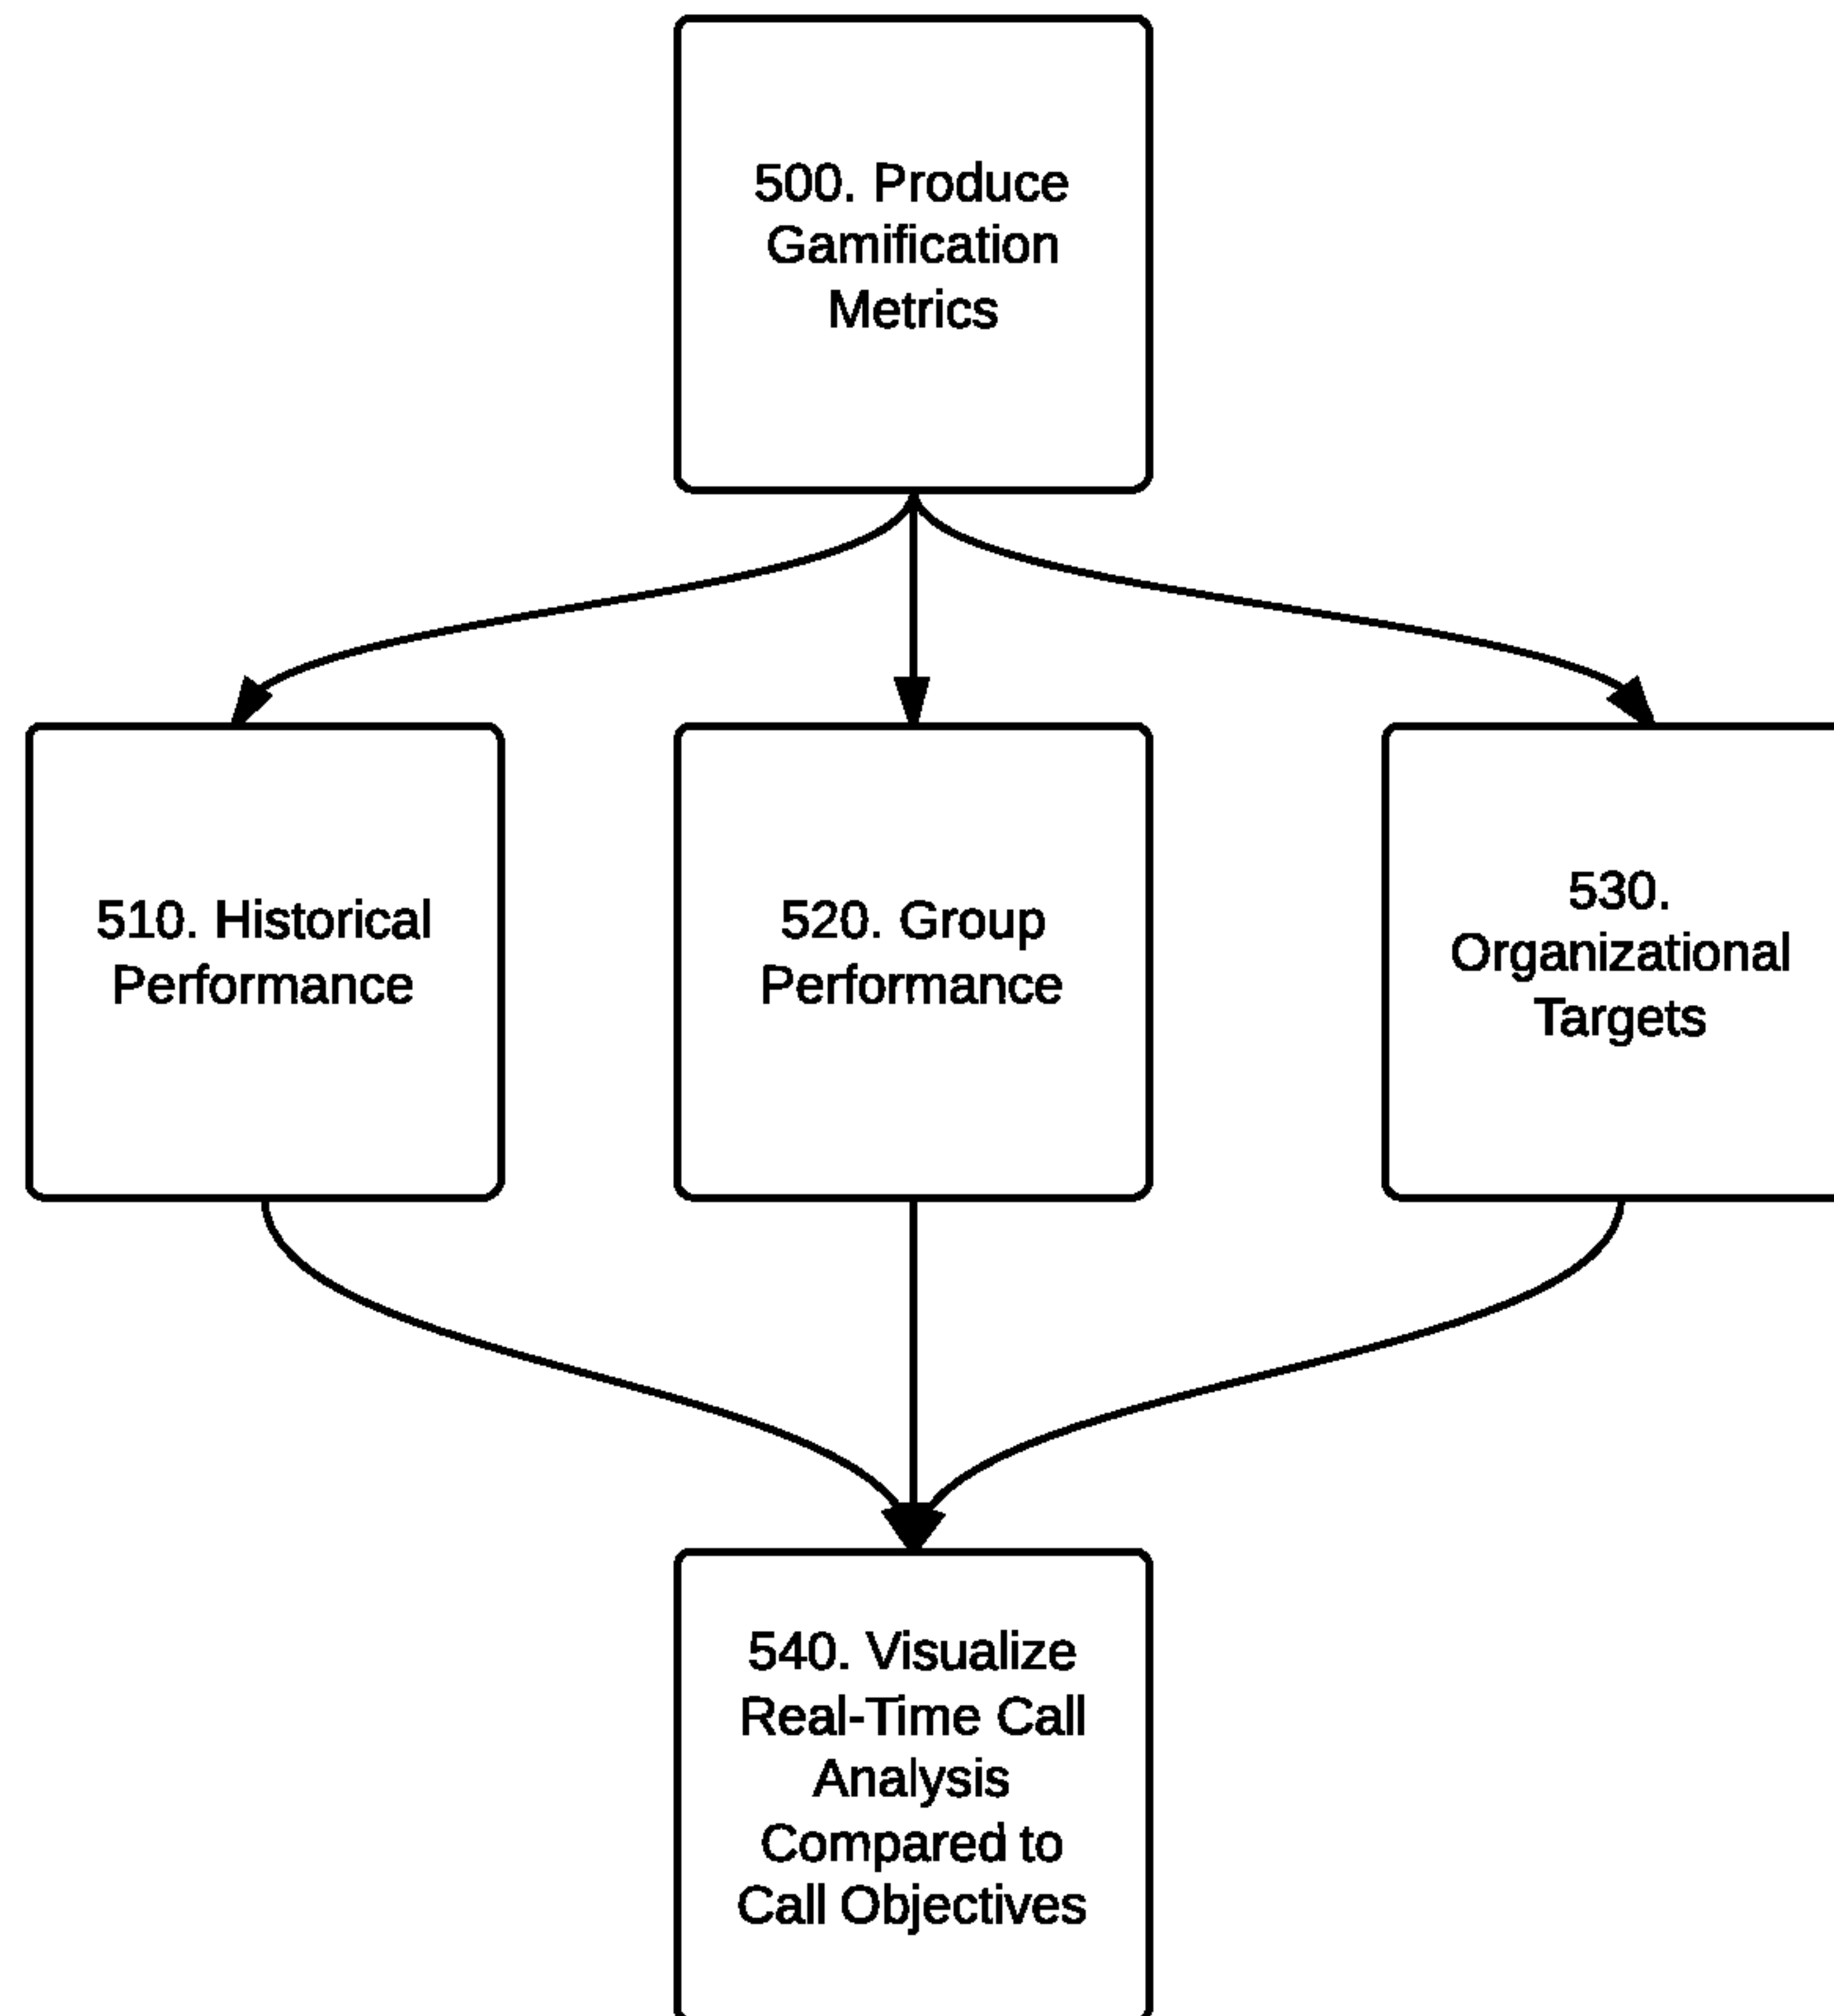 500. Produce
Gamification
Metrics
510. Historical
Performance
520. Group
Performance
530.
Organizational
Targets
540. Visualize
Real-Time Call
Analysis
Compared to
Call Objectives